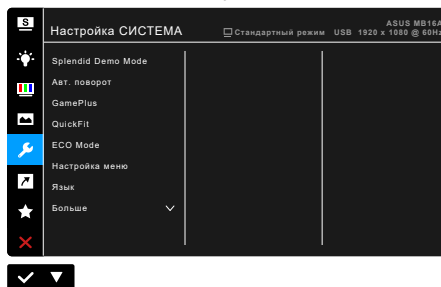 S
ASUS MB16A
Настройка СИСТЕМА
Стандартный режим USB 1920 x 1080 @ 60Hz
Splendid Demo Mode
Авт. поворот
GamePlus
QuickFit
ECO Mode
Настройка меню
Язык
Больше